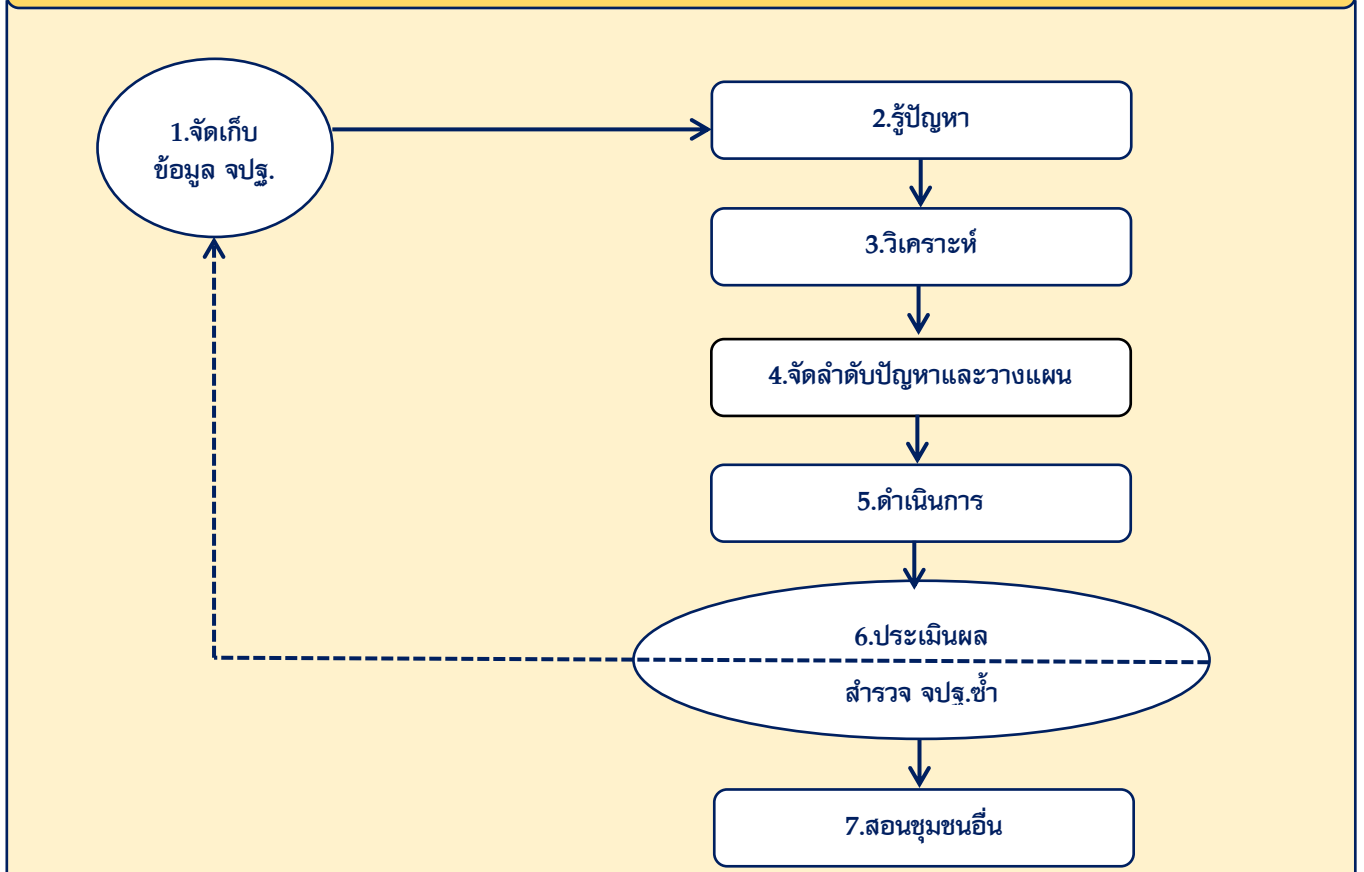 1.จัดเก็บ
ข้อมูล จปฐ.
2.รู้ปัญหา
3.วิเคราะห์
4.จัดลำดับปัญหาและวางแผน
5.ดำเนินการ
6.ประเมินผล
สำรวจ จปฐ.ซ้ำ
7.สอนชุมชนอื่น